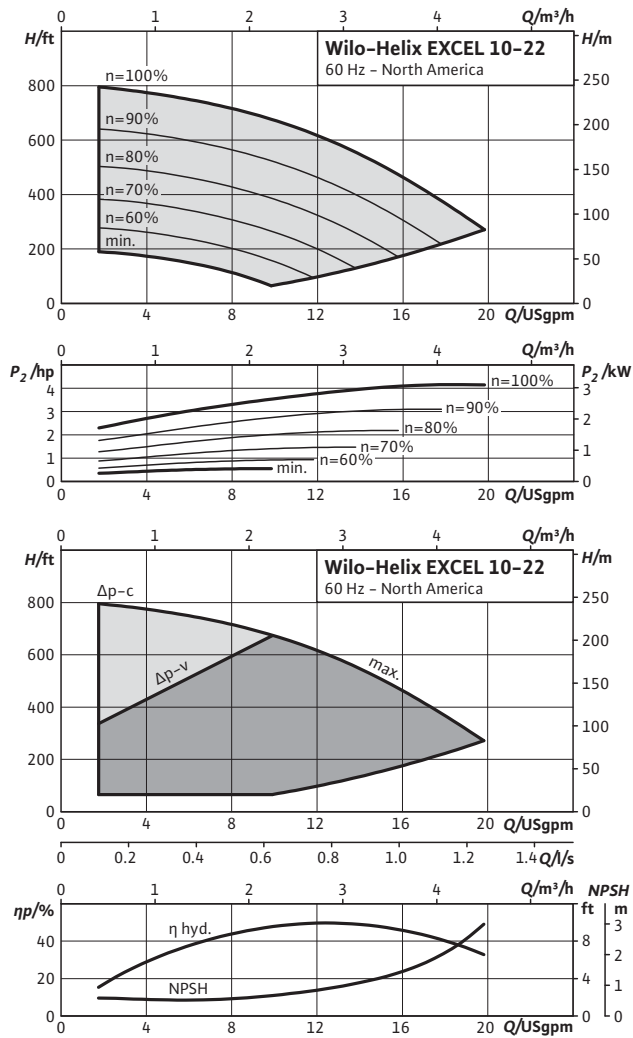 0 1 2 3 4 Q/m³/h
H/ft H/m
Wilo-Helix EXCEL 10-22
60 Hz - North America
n=100%
n=90%
n=80%
n=70%
n=60%
min.
800
600
400
200
0
250
200
150
100
50
0
0 4 8 12 16 20 Q/USgpm
0 1 2 3 4 Q/m³/h
P₂/hp P₂/kW
4
3
2
1
0
n=100%
n=90%
n=80%
n=70%
n=60%
min.
3
2
1
0
0 4 8 12 16 20 Q/USgpm
0 1 2 3 4 Q/m³/h
H/ft H/m
Wilo-Helix EXCEL 10-22
60 Hz - North America
Δp-c
Δp-v
max.
800
600
400
200
0
250
200
150
100
50
0
0 4 8 12 16 20 Q/USgpm
0 0.2 0.4 0.6 0.8 1.0 1.2 1.4 Q/l/s
0 1 2 3 4 Q/m³/h NPSH
ηp/% ft m
η hyd.
NPSH
40
20
0
8
4
0
3
2
1
0
0 4 8 12 16 20 Q/USgpm